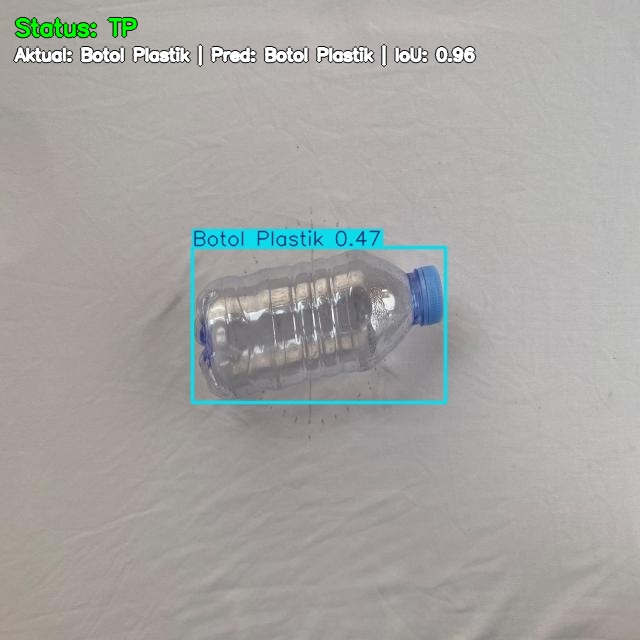 Status: TP
Aktual: Botol Plastik | Pred: Botol Plastik | IoU: 0.96
Botol Plastik 0.47